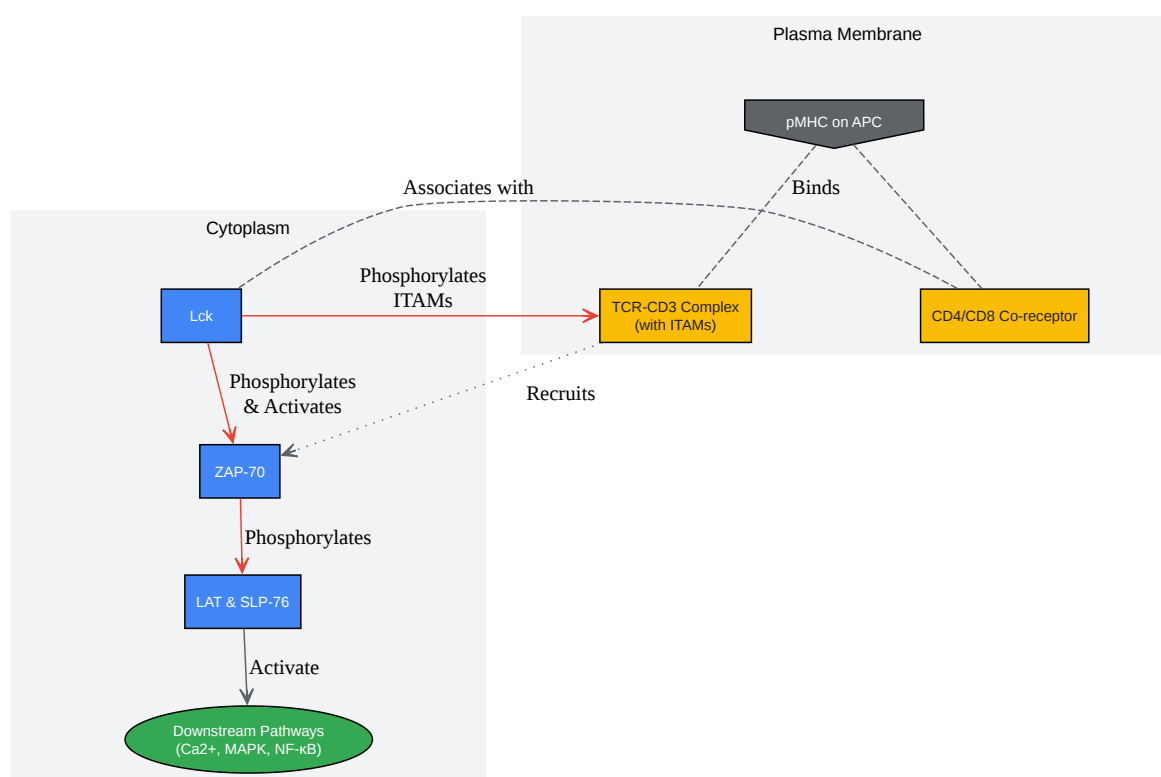 Plasma Membrane
pMHC on APC
Associates with
Binds
Cytoplasm
Phosphorylates
ITAMs
Lck
TCR-CD3 Complex
(with ITAMs)
CD4/CD8 Co-receptor
Phosphorylates
& Activates
Recruits
ZAP-70
Phosphorylates
LAT & SLP-76
Activate
Downstream Pathways
(Ca2+, MAPK, NF-κB)